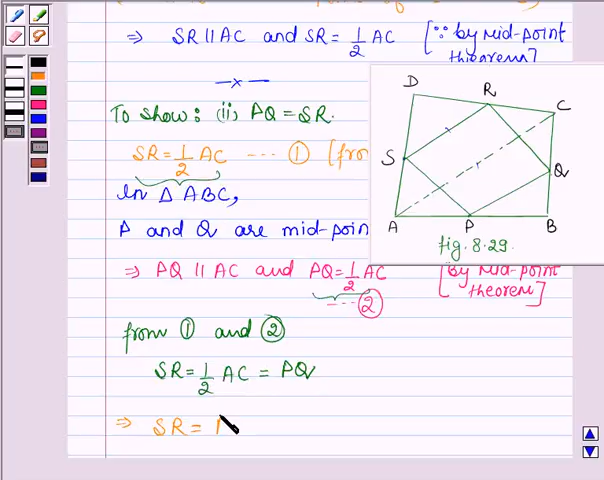 ⇒ SR || AC and SR = 1/2 AC [∵ by mid-point theorem]
—x—
To show: (ii) PQ = SR.
SR = 1/2 AC ---- ① [from
In Δ ABC,
P and Q are mid-poin
⇒ PQ || AC and PQ = 1/2 AC [by mid-point theorem]
---- ②
from ① and ②
SR = 1/2 AC = PQ
⇒ SR =
D
R
C
S
Q
A
P
B
fig. 8.29.